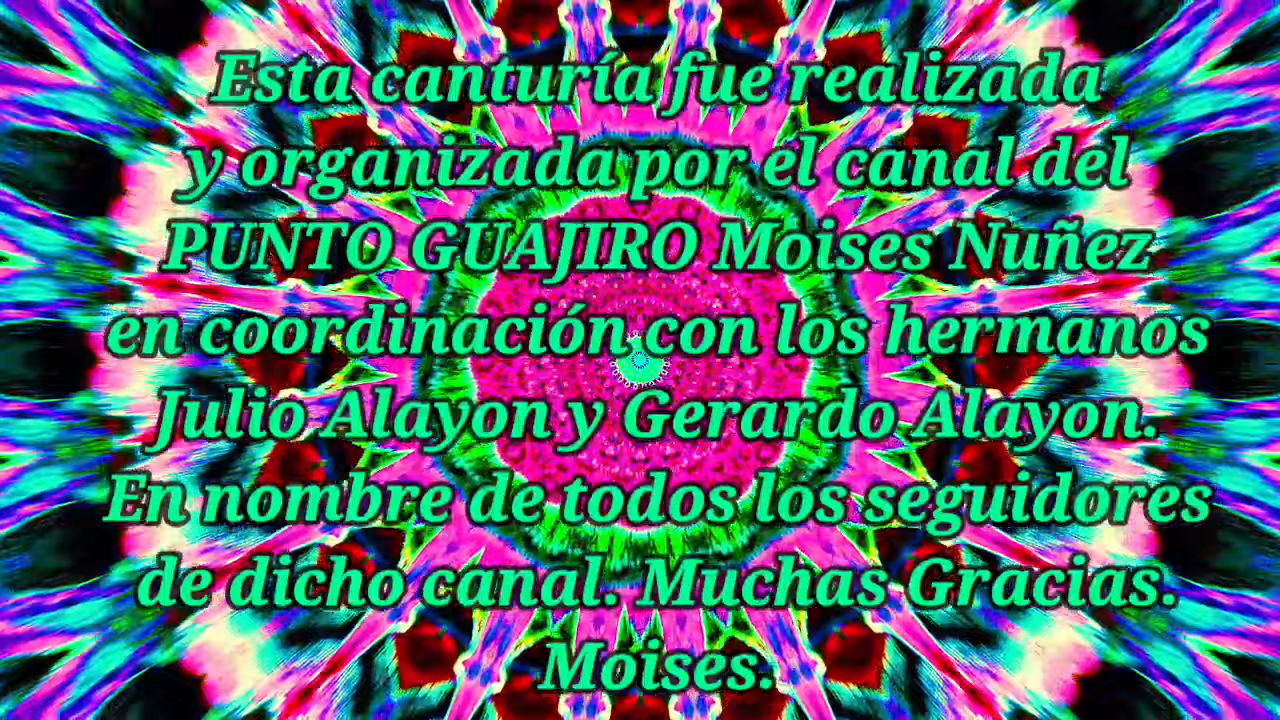 Esta canturía fue realizada
y organizada por el canal del
PUNTO GUAJIRO Moises Nuñez
en coordinación con los hermanos
Julio Alayon y Gerardo Alayon.
En nombre de todos los seguidores
de dicho canal. Muchas Gracias.
Moises.